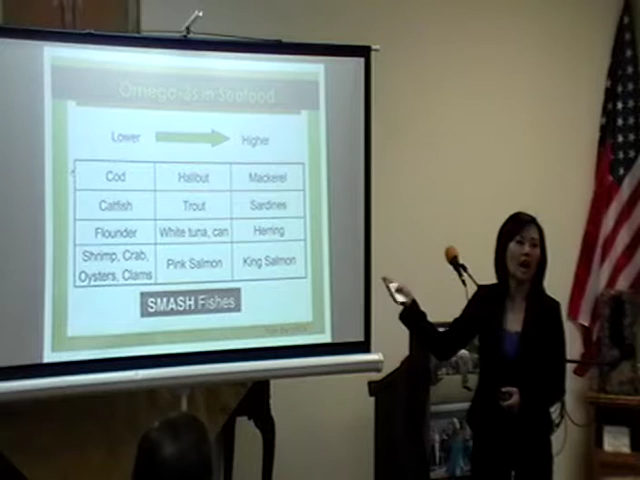 Omega-3s in Seafood
Lower Higher
Cod Halibut Mackerel
Catfish Trout Sardines
Flounder White tuna, can Herring
Shrimp, Crab,
Oysters, Clams Pink Salmon King Salmon
SMASH Fishes